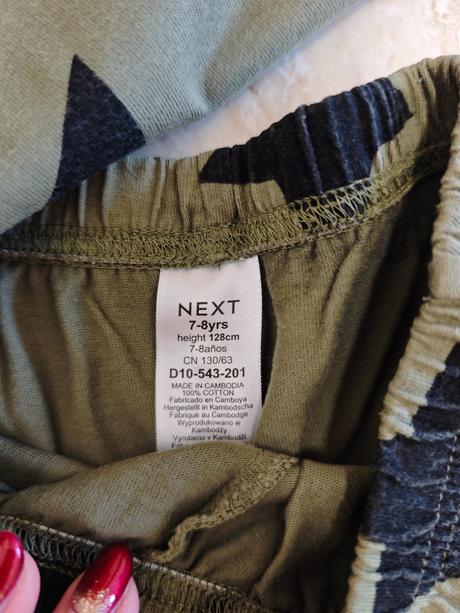 NEXT
7-8yrs
height 128cm
7-8años
CN 130/63
D10-543-201
MADE IN CAMBODIA
100% COTTON
Fabricado en Camboya
Hergestellt in Kambodscha
Fabriqué au Cambodge
Wyprodukowano w
Kambodży
Vyrobeno v Kambodži